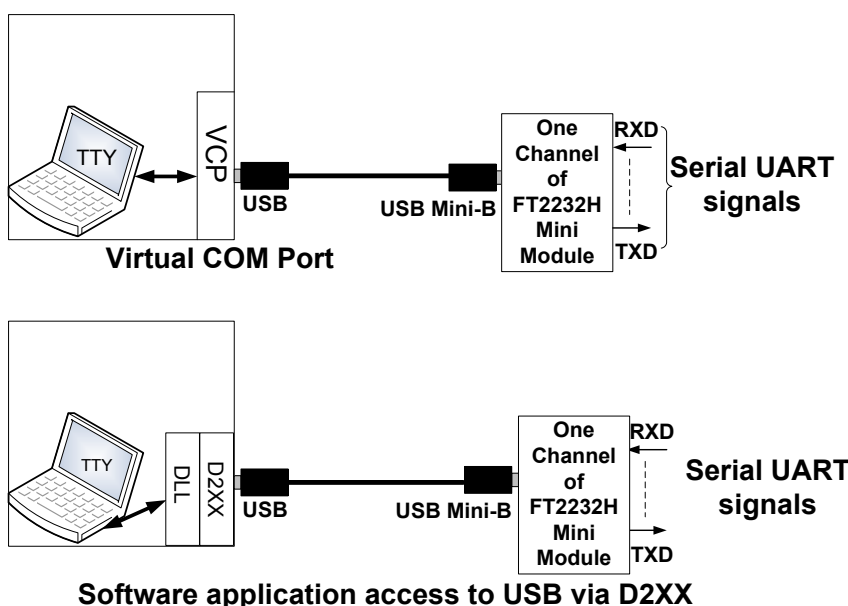 TTY
VCP
USB
USB Mini-B
One
Channel
of
FT2232H
Mini
Module
RXD
TXD
Serial UART
signals
Virtual COM Port
TTY
DLL
D2XX
USB
USB Mini-B
One
Channel
of
FT2232H
Mini
Module
RXD
TXD
Serial UART
signals
Software application access to USB via D2XX